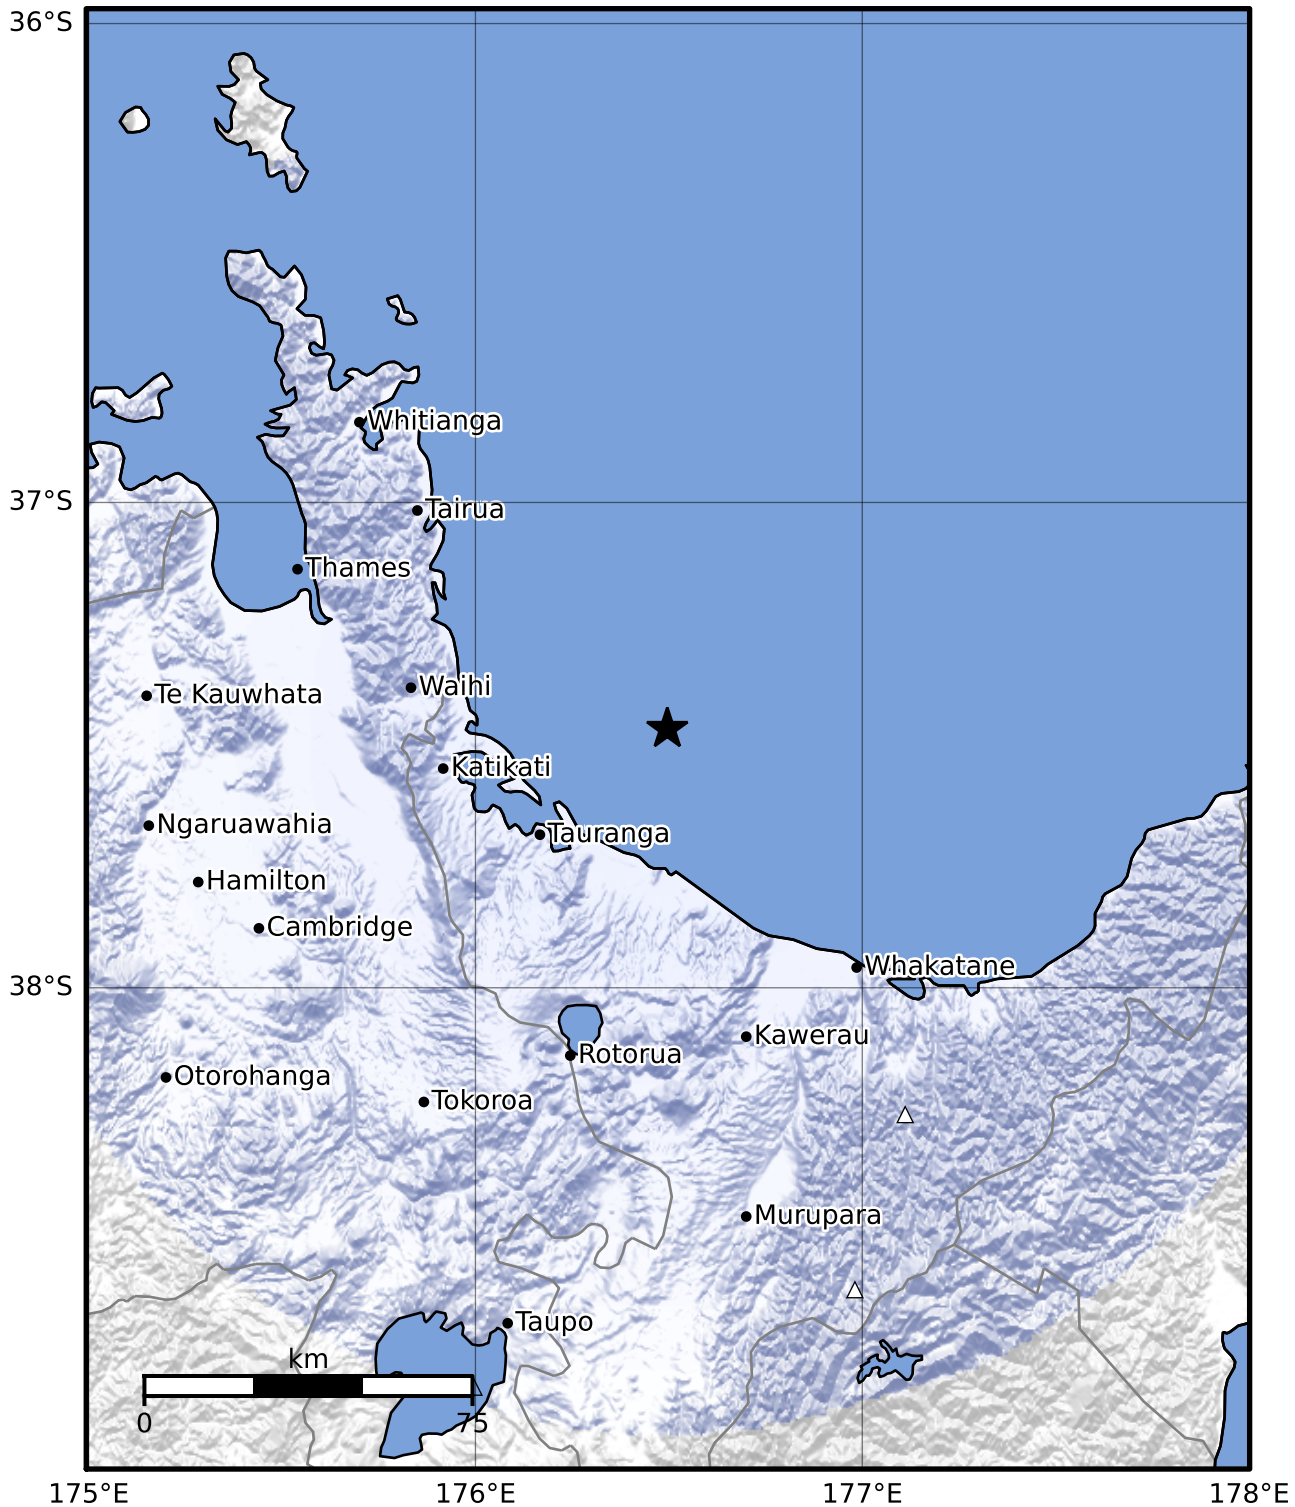 36°S
Whitianga
37°S
Tairua
Thames
Waihi
Te Kauwhata
Katikati
Ngaruawahia
Tauranga
Hamilton
Cambridge
Whakatane
38°S
Kawerau
Rotorua
Otorohanga
Tokoroa
Murupara
Taupo
km
0 75
175°E 176°E 177°E 178°E